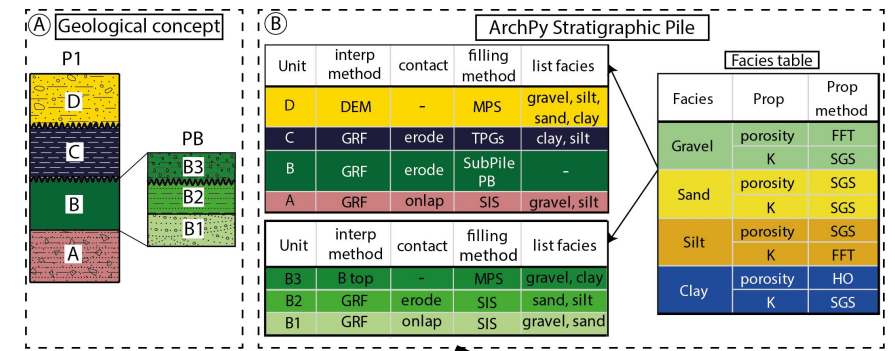 A Geological concept
P1
D
C
B
A
PB
B3
B2
B1
B ArchPy Stratigraphic Pile
Unit interp method contact filling method list facies
D DEM - MPS gravel, silt, sand, clay
C GRF erode TPGs clay, silt
B GRF erode SubPile PB -
A GRF onlap SIS gravel, silt
Unit interp method contact filling method list facies
B3 B top - MPS gravel, clay
B2 GRF erode SIS sand, silt
B1 GRF onlap SIS gravel, sand
Facies table
Facies Prop Prop method
Gravel porosity FFT
K SGS
Sand porosity SGS
K SGS
Silt porosity SGS
K FFT
Clay porosity HO
K SGS